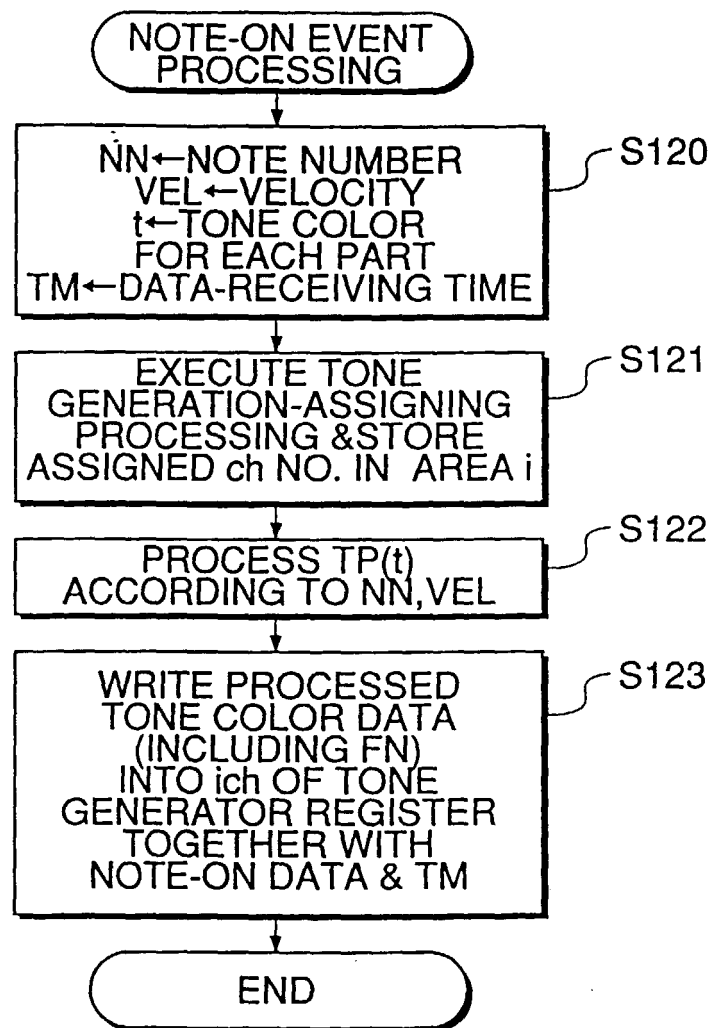 NOTE-ON EVENT
PROCESSING
NN←NOTE NUMBER
VEL←VELOCITY
t←TONE COLOR
FOR EACH PART
TM←DATA-RECEIVING TIME
S120
EXECUTE TONE
GENERATION-ASSIGNING
PROCESSING &STORE
ASSIGNED ch NO. IN AREA i
S121
PROCESS TP(t)
ACCORDING TO NN,VEL
S122
WRITE PROCESSED
TONE COLOR DATA
(INCLUDING FN)
INTO ich OF TONE
GENERATOR REGISTER
TOGETHER WITH
NOTE-ON DATA & TM
S123
END